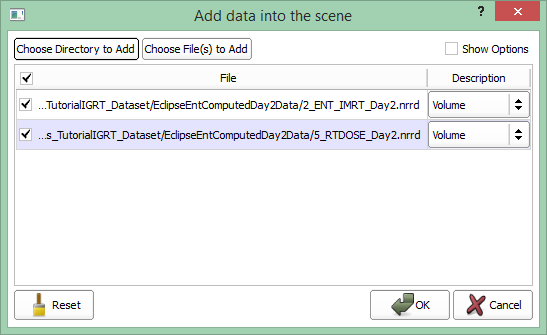 Add data into the scene
?
Choose Directory to Add Choose File(s) to Add Show Options
File Description
...TutorialIGRT_Dataset/EclipseEntComputedDay2Data/2_ENT_IMRT_Day2.nrrd Volume
...s_TutorialIGRT_Dataset/EclipseEntComputedDay2Data/5_RTDOSE_Day2.nrrd Volume
Reset OK Cancel